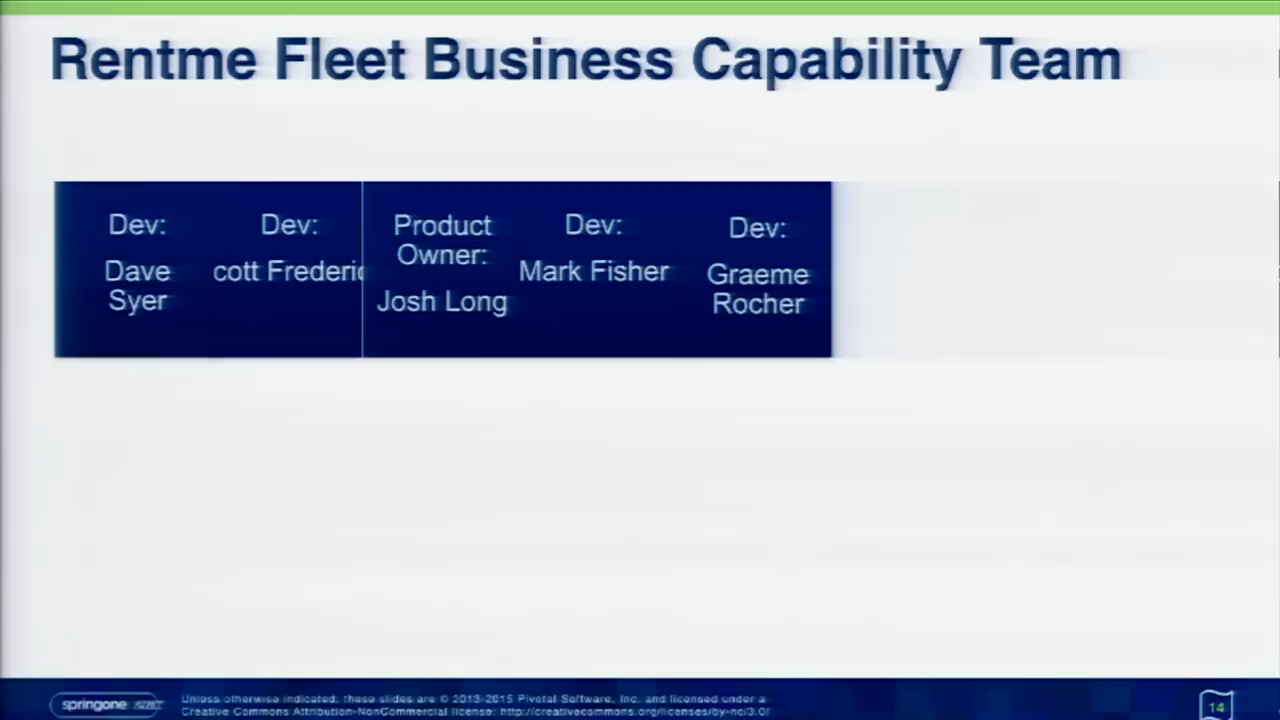 Rentme Fleet Business Capability Team
Dev:
Dave
Syer
Dev:
cott Frederic
Product
Owner:
Josh Long
Dev:
Mark Fisher
Dev:
Graeme
Rocher
springone
Unless otherwise indicated, these slides are © 2013-2015 Pivotal Software, Inc. and licensed under a
Creative Commons Attribution-NonCommercial license: http://creativecommons.org/licenses/by-nc/3.0/
14